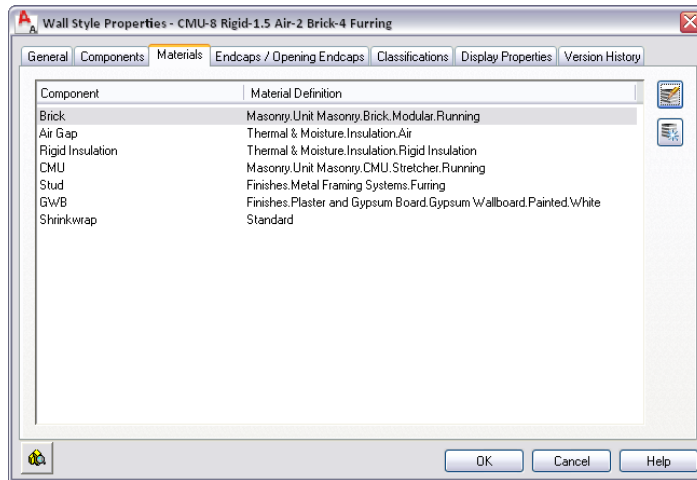 Wall Style Properties - CMU-8 Rigid-1.5 Air-2 Brick-4 Furring
General Components Materials Endcaps / Opening Endcaps Classifications Display Properties Version History
Component Material Definition
Brick Masonry.Unit Masonry.Brick.Modular.Running
Air Gap Thermal & Moisture.Insulation.Air
Rigid Insulation Thermal & Moisture.Insulation.Rigid Insulation
CMU Masonry.Unit Masonry.CMU.Stretcher.Running
Stud Finishes.Metal Framing Systems.Furring
GWB Finishes.Plaster and Gypsum Board.Gypsum Wallboard.Painted.White
Shrinkwrap Standard
OK Cancel Help